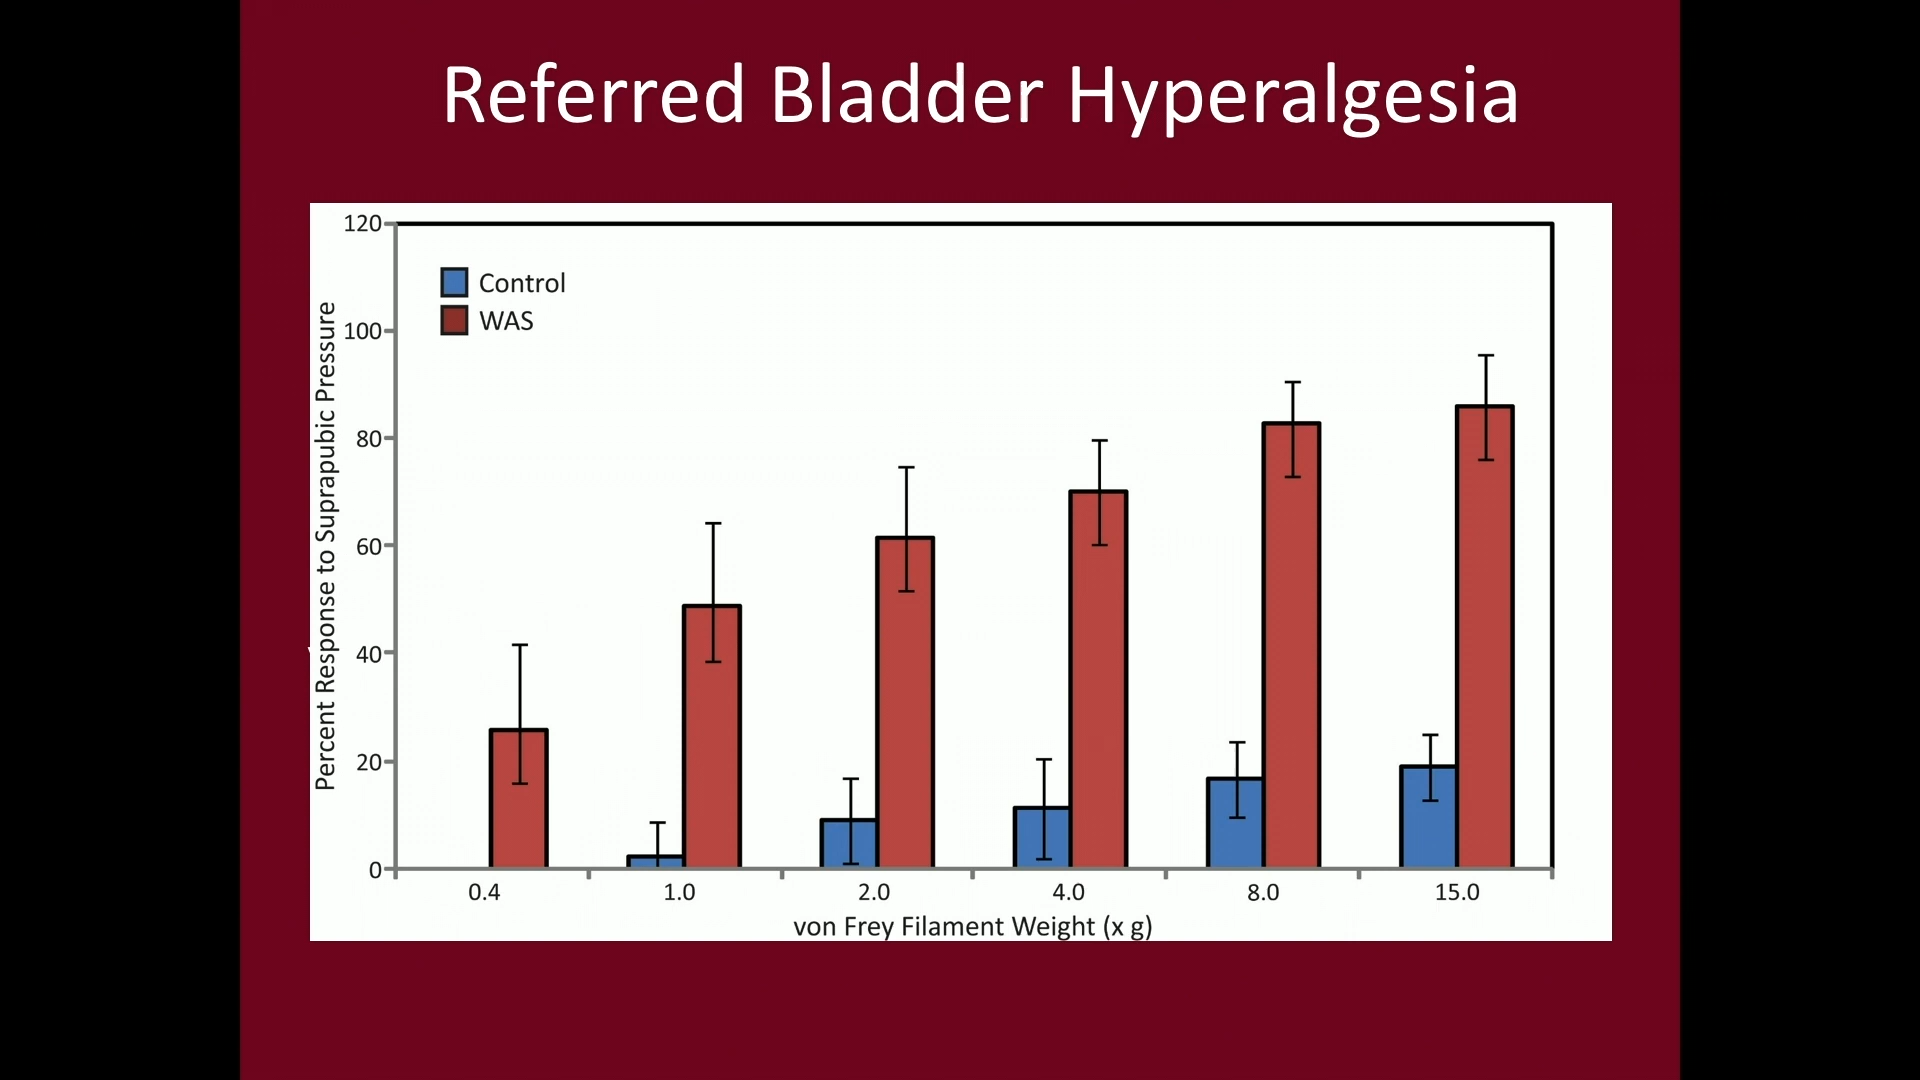 Referred Bladder Hyperalgesia
Percent Response to Suprapubic Pressure
120
100
80
60
40
20
0
Control
WAS
0.4 1.0 2.0 4.0 8.0 15.0
von Frey Filament Weight (x g)